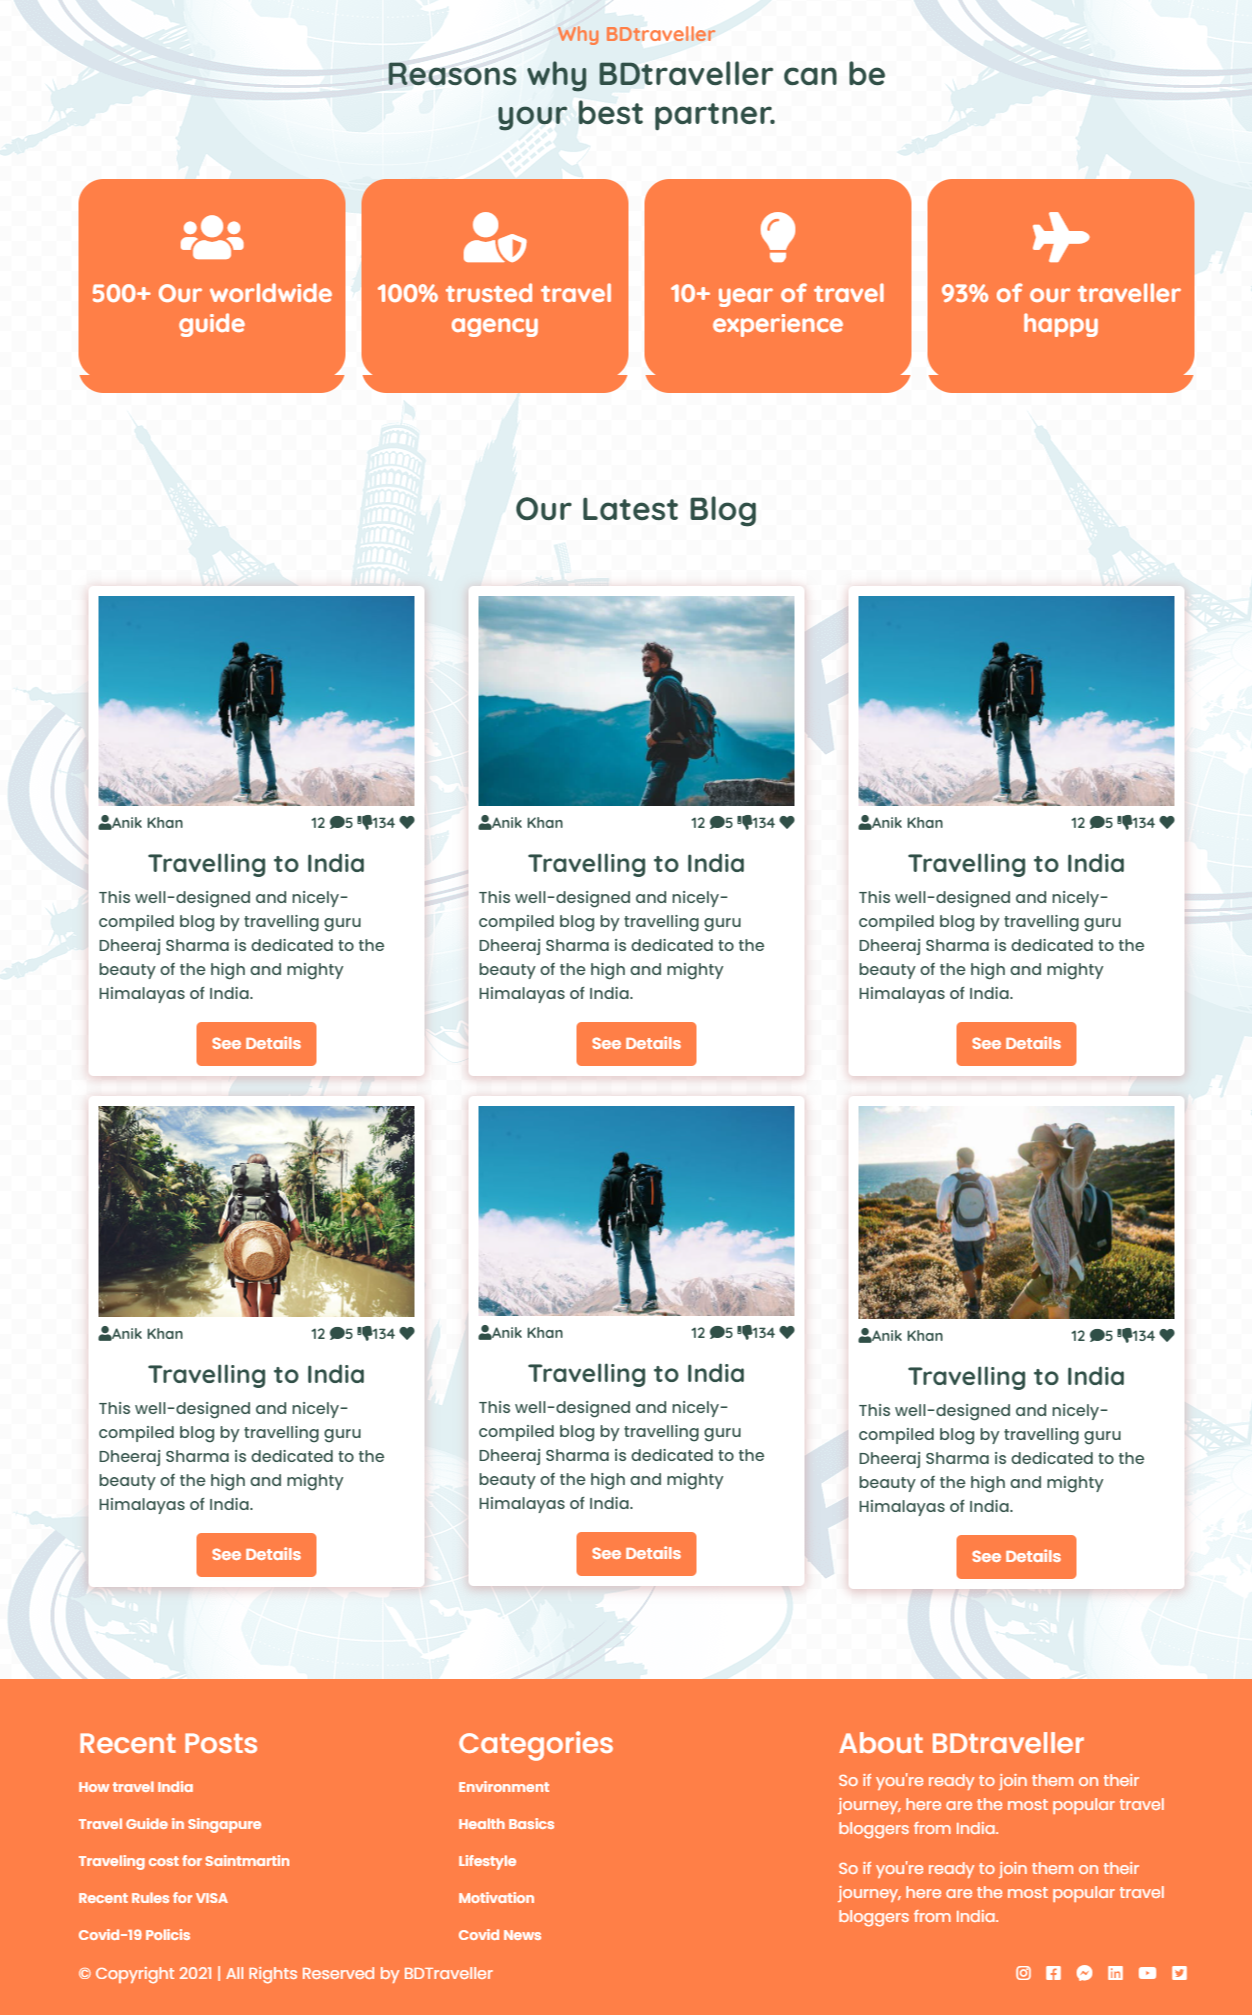 Why BDtraveller
Reasons why BDtraveller can be
your best partner.
500+ Our worldwide
guide
100% trusted travel
agency
10+ year of travel
experience
93% of our traveller
happy
Our Latest Blog
Anik Khan 12 5 134
Travelling to India
This well-designed and nicely-
compiled blog by travelling guru
Dheeraj Sharma is dedicated to the
beauty of the high and mighty
Himalayas of India.
See Details
Anik Khan 12 5 134
Travelling to India
This well-designed and nicely-
compiled blog by travelling guru
Dheeraj Sharma is dedicated to the
beauty of the high and mighty
Himalayas of India.
See Details
Anik Khan 12 5 134
Travelling to India
This well-designed and nicely-
compiled blog by travelling guru
Dheeraj Sharma is dedicated to the
beauty of the high and mighty
Himalayas of India.
See Details
Anik Khan 12 5 134
Travelling to India
This well-designed and nicely-
compiled blog by travelling guru
Dheeraj Sharma is dedicated to the
beauty of the high and mighty
Himalayas of India.
See Details
Anik Khan 12 5 134
Travelling to India
This well-designed and nicely-
compiled blog by travelling guru
Dheeraj Sharma is dedicated to the
beauty of the high and mighty
Himalayas of India.
See Details
Anik Khan 12 5 134
Travelling to India
This well-designed and nicely-
compiled blog by travelling guru
Dheeraj Sharma is dedicated to the
beauty of the high and mighty
Himalayas of India.
See Details
Recent Posts
How travel India
Travel Guide in Singapure
Traveling cost for Saintmartin
Recent Rules for VISA
Covid-19 Policis
Categories
Environment
Health Basics
Lifestyle
Motivation
Covid News
About BDtraveller
So if you're ready to join them on their
journey, here are the most popular travel
bloggers from India.
So if you're ready to join them on their
journey, here are the most popular travel
bloggers from India.
© Copyright 2021 | All Rights Reserved by BDTraveller